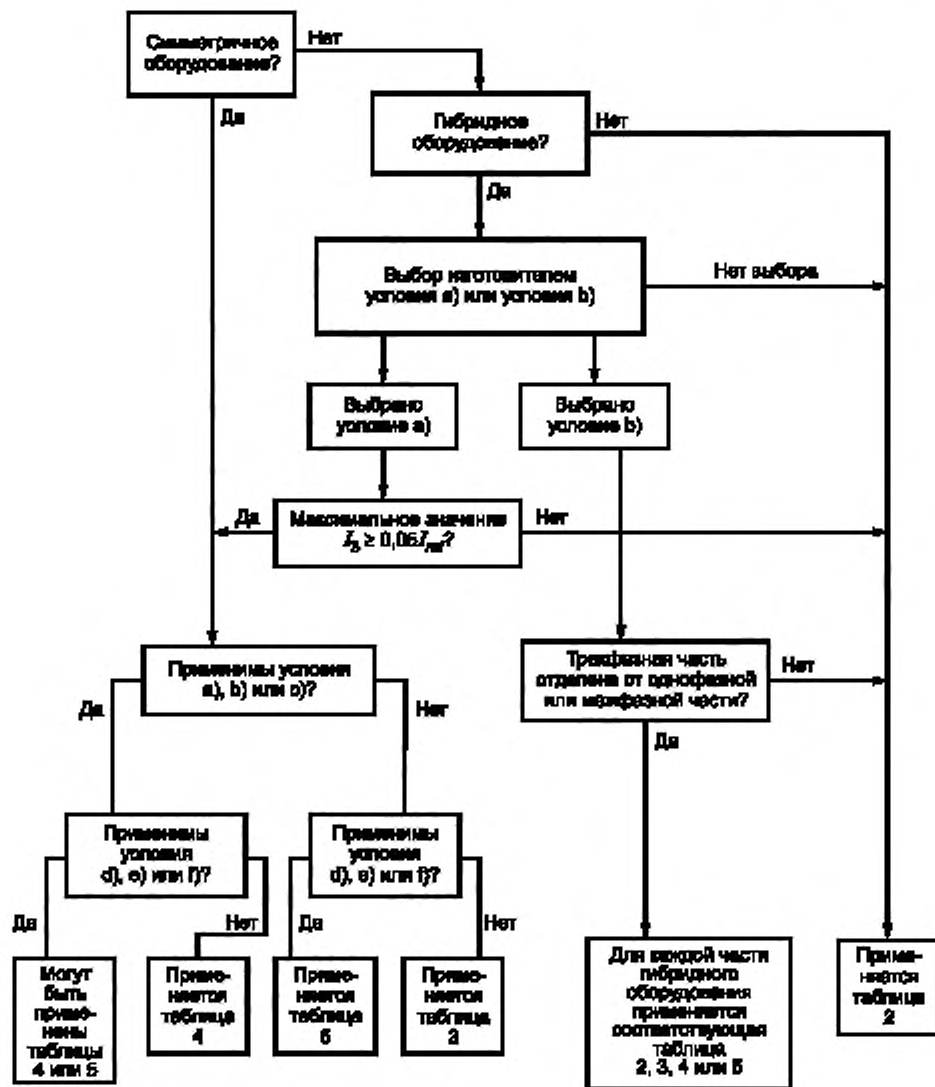 Симметричное
оборудование?
Нет
Да
Гибридное
оборудование?
Нет
Да
Выбор изготовителем
условия a) или условия b)
Нет выбора
Выбрано
условие a)
Выбрано
условие b)
Да
Максимальное значение
I₅ ≥ 0,05I
Нет
Применимы условия
a), b) или c)?
Да
Нет
Трехфазная часть
отделена от однофазной
или межфазной части?
Нет
Да
Применимы
условия
d), e) или f)?
Применимы
условия
d), e) или f)?
Да
Нет
Да
Нет
Могут
быть
приме-
нены
таблицы
4 или 5
Приме-
няется
таблица
4
Приме-
няется
таблица
5
Приме-
няется
таблица
3
Для каждой части
гибридного
оборудования
применяется
соответствующая
таблица
2, 3, 4 или 5
Приме-
няется
таблица
2